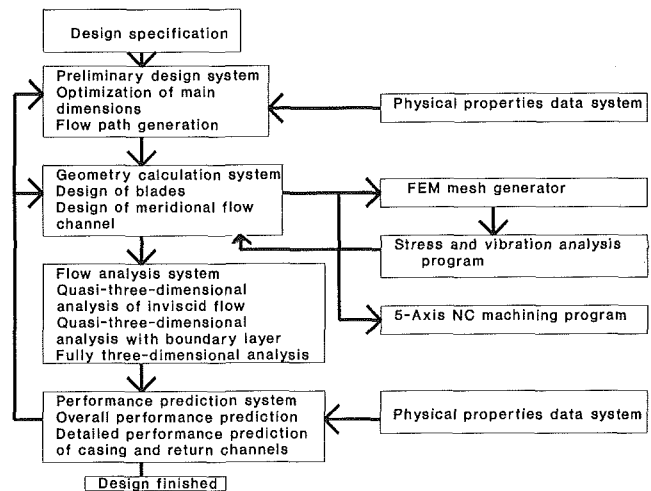 Design specification
Preliminary design system
Optimization of main
dimensions
Flow path generation
Physical properties data system
Geometry calculation system
Design of blades
Design of meridional flow
channel
FEM mesh generator
Stress and vibration analysis
program
Flow analysis system
Quasi-three-dimensional
analysis of inviscid flow
Quasi-three-dimensional
analysis with boundary layer
Fully three-dimensional analysis
5-Axis NC machining program
Performance prediction system
Overall performance prediction
Detailed performance prediction
of casing and return channels
Physical properties data system
Design finished